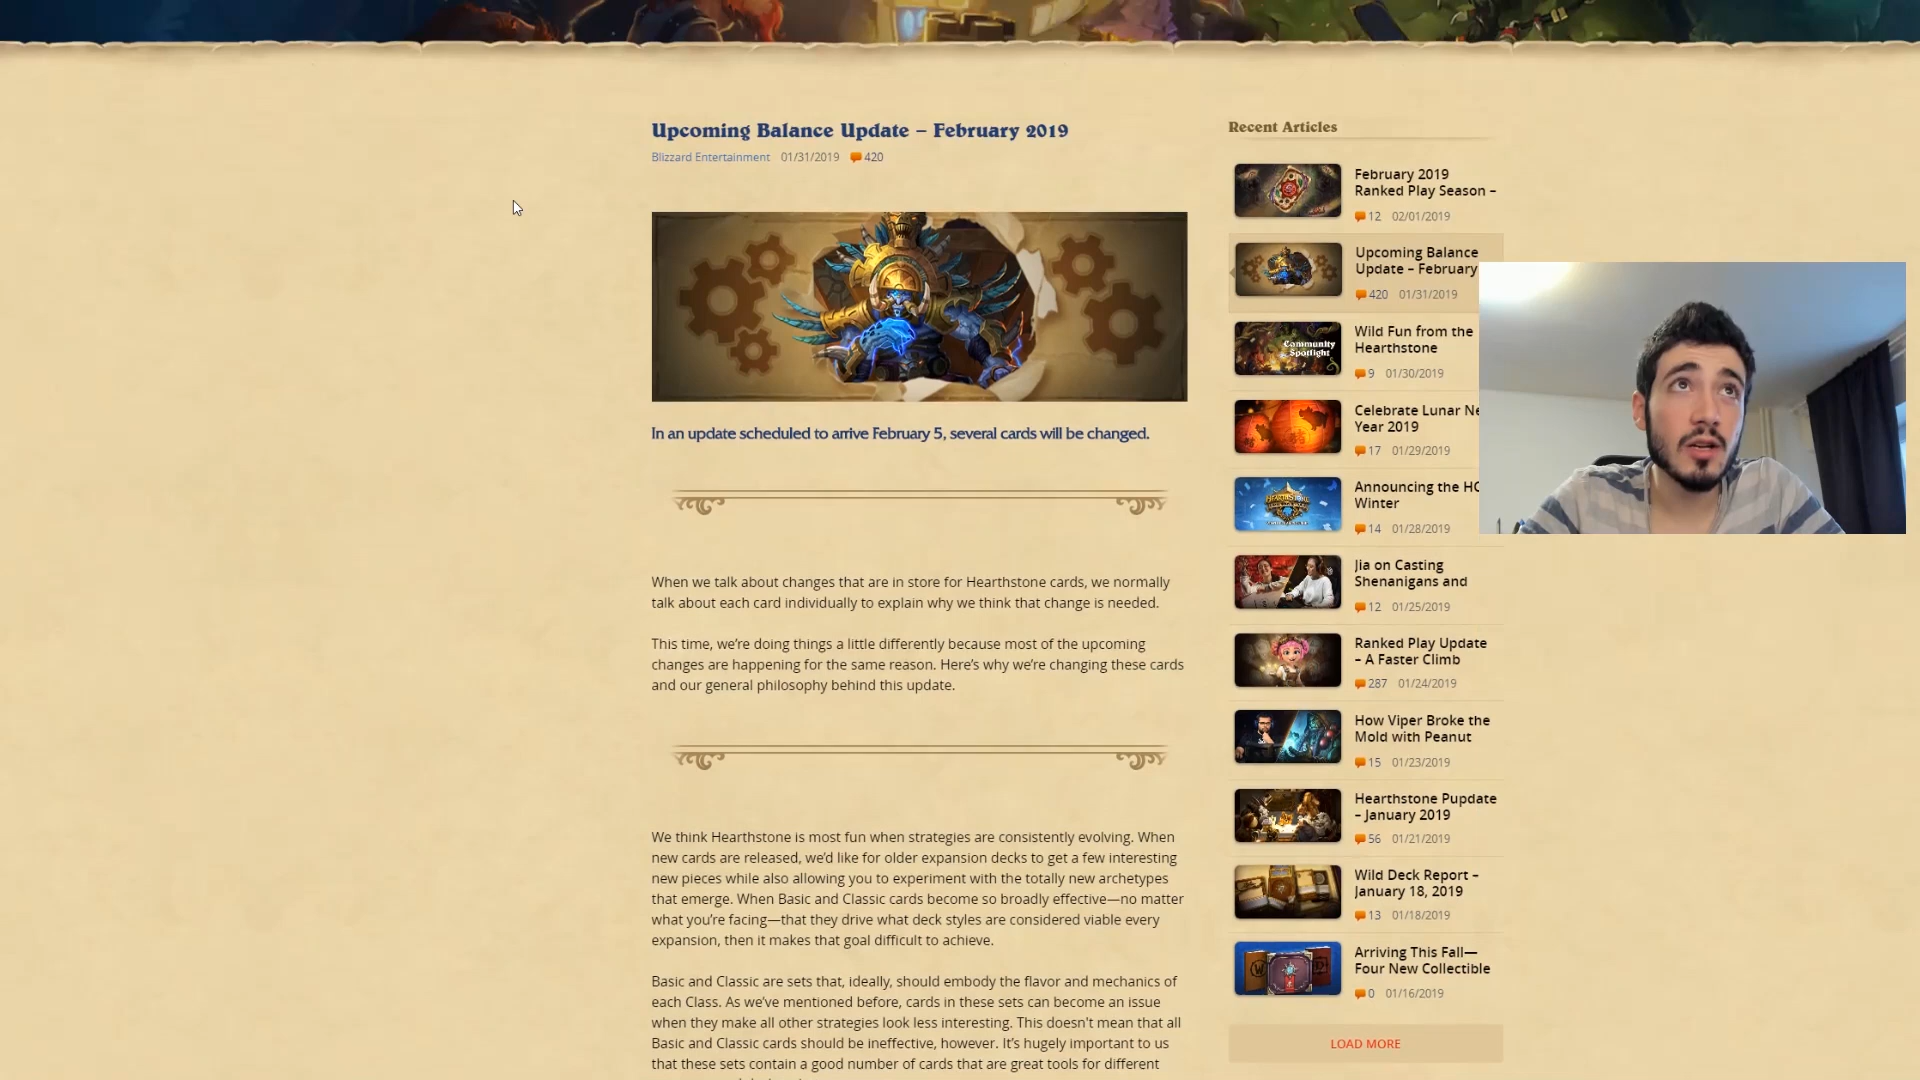 Upcoming Balance Update – February 2019
Blizzard Entertainment 01/31/2019 420
In an update scheduled to arrive February 5, several cards will be changed.
When we talk about changes that are in store for Hearthstone cards, we normally
talk about each card individually to explain why we think that change is needed.
This time, we’re doing things a little differently because most of the upcoming
changes are happening for the same reason. Here’s why we’re changing these cards
and our general philosophy behind this update.
We think Hearthstone is most fun when strategies are consistently evolving. When
new cards are released, we’d like for older expansion decks to get a few interesting
new pieces while also allowing you to experiment with the totally new archetypes
that emerge. When Basic and Classic cards become so broadly effective—no matter
what you’re facing—that they drive what deck styles are considered viable every
expansion, then it makes that goal difficult to achieve.
Basic and Classic are sets that, ideally, should embody the flavor and mechanics of
each Class. As we’ve mentioned before, cards in these sets can become an issue
when they make all other strategies look less interesting. This doesn't mean that all
Basic and Classic cards should be ineffective, however. It’s hugely important to us
that these sets contain a good number of cards that are great tools for different
Recent Articles
February 2019
Ranked Play Season –
12 02/01/2019
Upcoming Balance
Update – February
420 01/31/2019
Community
Spotlight
Wild Fun from the
Hearthstone
9 01/30/2019
Celebrate Lunar Ne
Year 2019
17 01/29/2019
Announcing the HC
Winter
14 01/28/2019
Jia on Casting
Shenanigans and
12 01/25/2019
Ranked Play Update
– A Faster Climb
287 01/24/2019
How Viper Broke the
Mold with Peanut
15 01/23/2019
Hearthstone Pupdate
– January 2019
56 01/21/2019
Wild Deck Report –
January 18, 2019
13 01/18/2019
Arriving This Fall—
Four New Collectible
0 01/16/2019
LOAD MORE